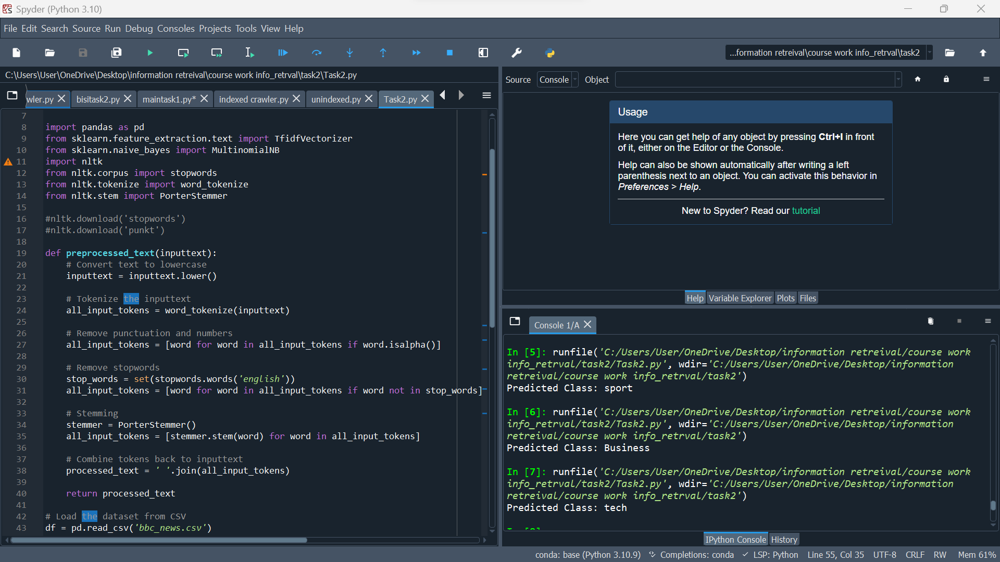 Spyder (Python 3.10)
File Edit Search Source Run Debug Consoles Projects Tools View Help
...formation retreival\course work info_retrval\task2
C:\Users\User\OneDrive\Desktop\information retreival\course work info_retrval\task2\Task2.py
wler.py bisitask2.py maintask1.py* indexed crawler.py unindexed.py Task2.py
7
8 import pandas as pd
9 from sklearn.feature_extraction.text import TfidfVectorizer
10 from sklearn.naive_bayes import MultinomialNB
11 import nltk
12 from nltk.corpus import stopwords
13 from nltk.tokenize import word_tokenize
14 from nltk.stem import PorterStemmer
15
16 #nltk.download('stopwords')
17 #nltk.download('punkt')
18
19 def preprocessed_text(inputtext):
20 # Convert text to lowercase
21 inputtext = inputtext.lower()
22
23 # Tokenize the inputtext
24 all_input_tokens = word_tokenize(inputtext)
25
26 # Remove punctuation and numbers
27 all_input_tokens = [word for word in all_input_tokens if word.isalpha()]
28
29 # Remove stopwords
30 stop_words = set(stopwords.words('english'))
31 all_input_tokens = [word for word in all_input_tokens if word not in stop_words]
32
33 # Stemming
34 stemmer = PorterStemmer()
35 all_input_tokens = [stemmer.stem(word) for word in all_input_tokens]
36
37 # Combine tokens back to inputtext
38 processed_text = ' '.join(all_input_tokens)
39
40 return processed_text
41
42 # Load the dataset from CSV
43 df = pd.read_csv('bbc_news.csv')
Source Console Object
Usage
Here you can get help of any object by pressing Ctrl+I in front
of it, either on the Editor or the Console.
Help can also be shown automatically after writing a left
parenthesis next to an object. You can activate this behavior in
Preferences > Help.
New to Spyder? Read our tutorial
Help Variable Explorer Plots Files
Console 1/A
In [5]: runfile('C:/Users/User/OneDrive/Desktop/information retreival/course work
info_retrval/task2/Task2.py', wdir='C:/Users/User/OneDrive/Desktop/information
retreival/course work info_retrval/task2')
Predicted Class: sport
In [6]: runfile('C:/Users/User/OneDrive/Desktop/information retreival/course work
info_retrval/task2/Task2.py', wdir='C:/Users/User/OneDrive/Desktop/information
retreival/course work info_retrval/task2')
Predicted Class: Business
In [7]: runfile('C:/Users/User/OneDrive/Desktop/information retreival/course work
info_retrval/task2/Task2.py', wdir='C:/Users/User/OneDrive/Desktop/information
retreival/course work info_retrval/task2')
Predicted Class: tech
IPython Console History
conda: base (Python 3.10.9) Completions: conda LSP: Python Line 55, Col 35 UTF-8 CRLF RW Mem 61%